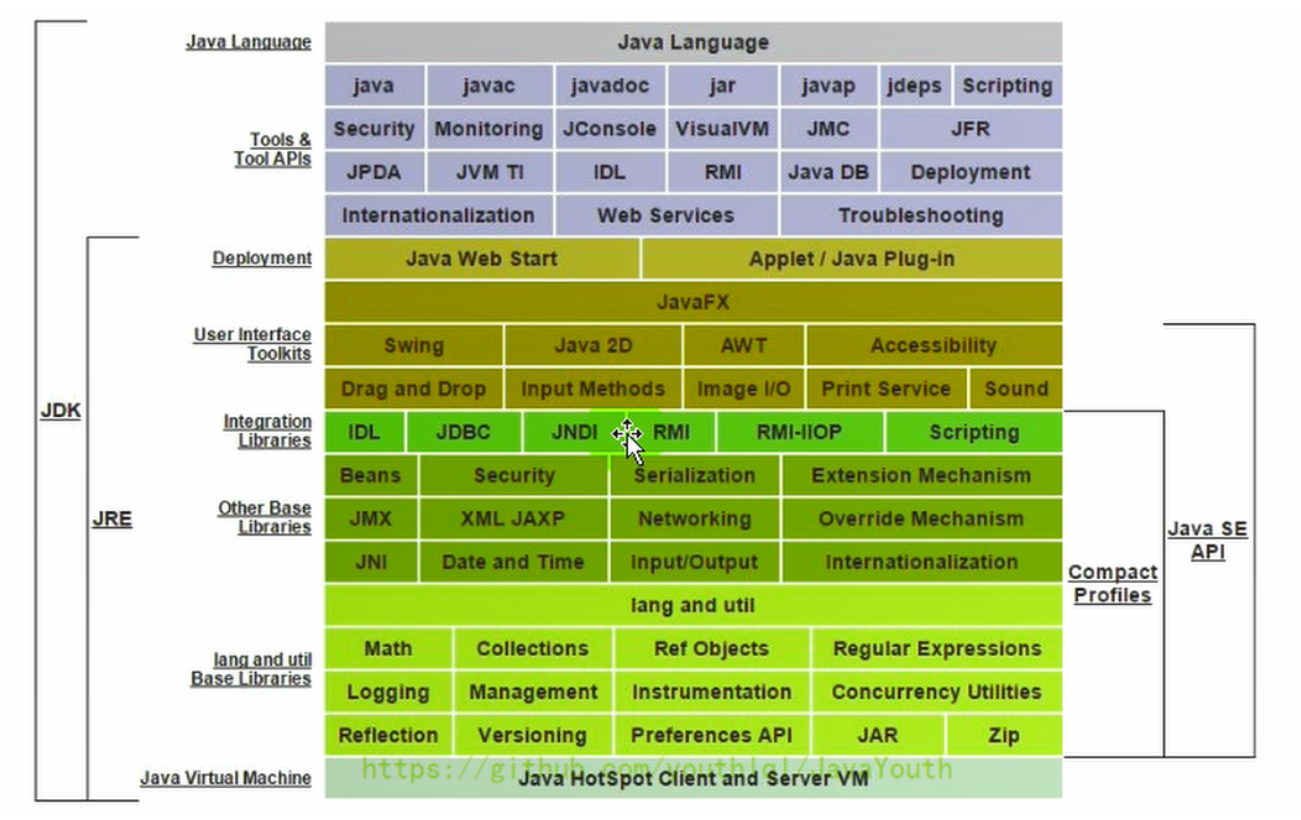 Java Language Java Language
java javac javadoc jar javap jdeps Scripting
Tools &
Tool APIs
Security Monitoring JConsole VisualVM JMC JFR
JPDA JVM TI IDL RMI Java DB Deployment
Internationalization Web Services Troubleshooting
Deployment Java Web Start Applet / Java Plug-in
JavaFX
User Interface
Toolkits
Swing Java 2D AWT Accessibility
Drag and Drop Input Methods Image I/O Print Service Sound
JDK
Integration
Libraries
IDL JDBC JNDI RMI RMI-IIOP Scripting
Beans Security Serialization Extension Mechanism
JRE
Other Base
Libraries
JMX XML JAXP Networking Override Mechanism
Java SE
API
JNI Date and Time Input/Output Internationalization
Compact
Profiles
lang and util
Math Collections Ref Objects Regular Expressions
lang and util
Base Libraries
Logging Management Instrumentation Concurrency Utilities
Reflection Versioning Preferences API JAR Zip
https://github.com/youthlql/JavaYouth
Java Virtual Machine Java HotSpot Client and Server VM